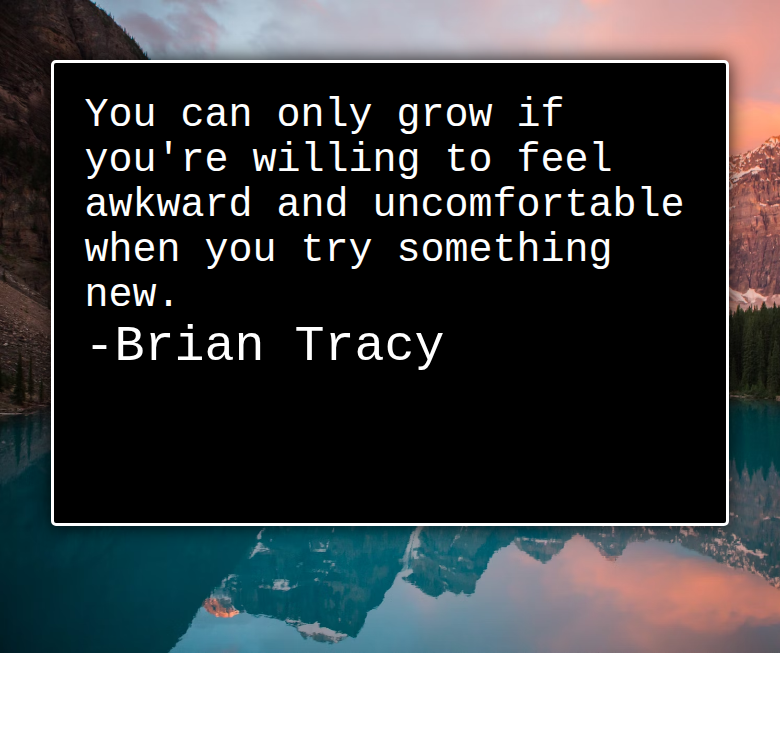 You can only grow if
you're willing to feel
awkward and uncomfortable
when you try something
new.
-Brian Tracy